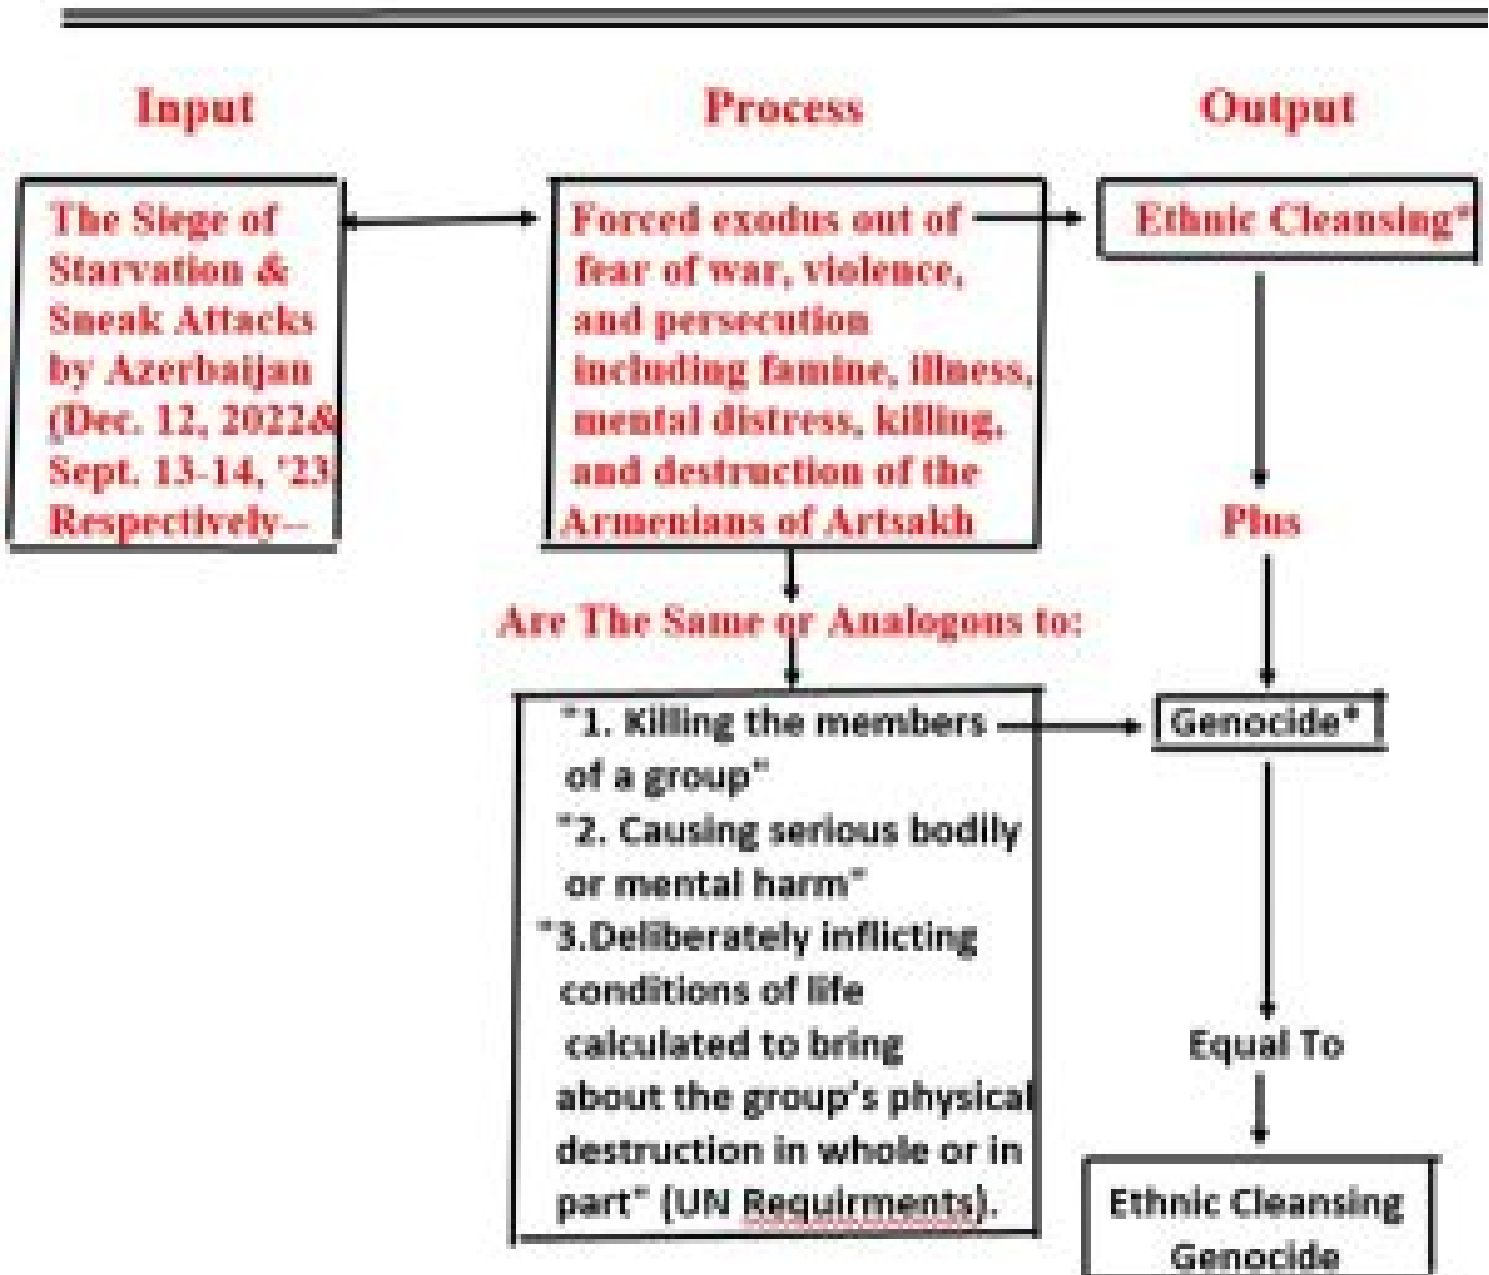 Input
Process
Output
The Siege of
Starvation &
Sneak Attacks
by Azerbaijan
(Dec. 12, 2022&
Sept. 13-14, '23
Respectively--
Forced exodus out of
fear of war, violence,
and persecution
including famine, illness,
mental distress, killing,
and destruction of the
Armenians of Artsakh
Ethnic Cleansing*
Plus
Are The Same or Analogous to:
"1. Killing the members
of a group"
"2. Causing serious bodily
or mental harm"
"3.Deliberately inflicting
conditions of life
calculated to bring
about the group's physical
destruction in whole or in
part" (UN Requirments).
Genocide*
Equal To
Ethnic Cleansing
Genocide